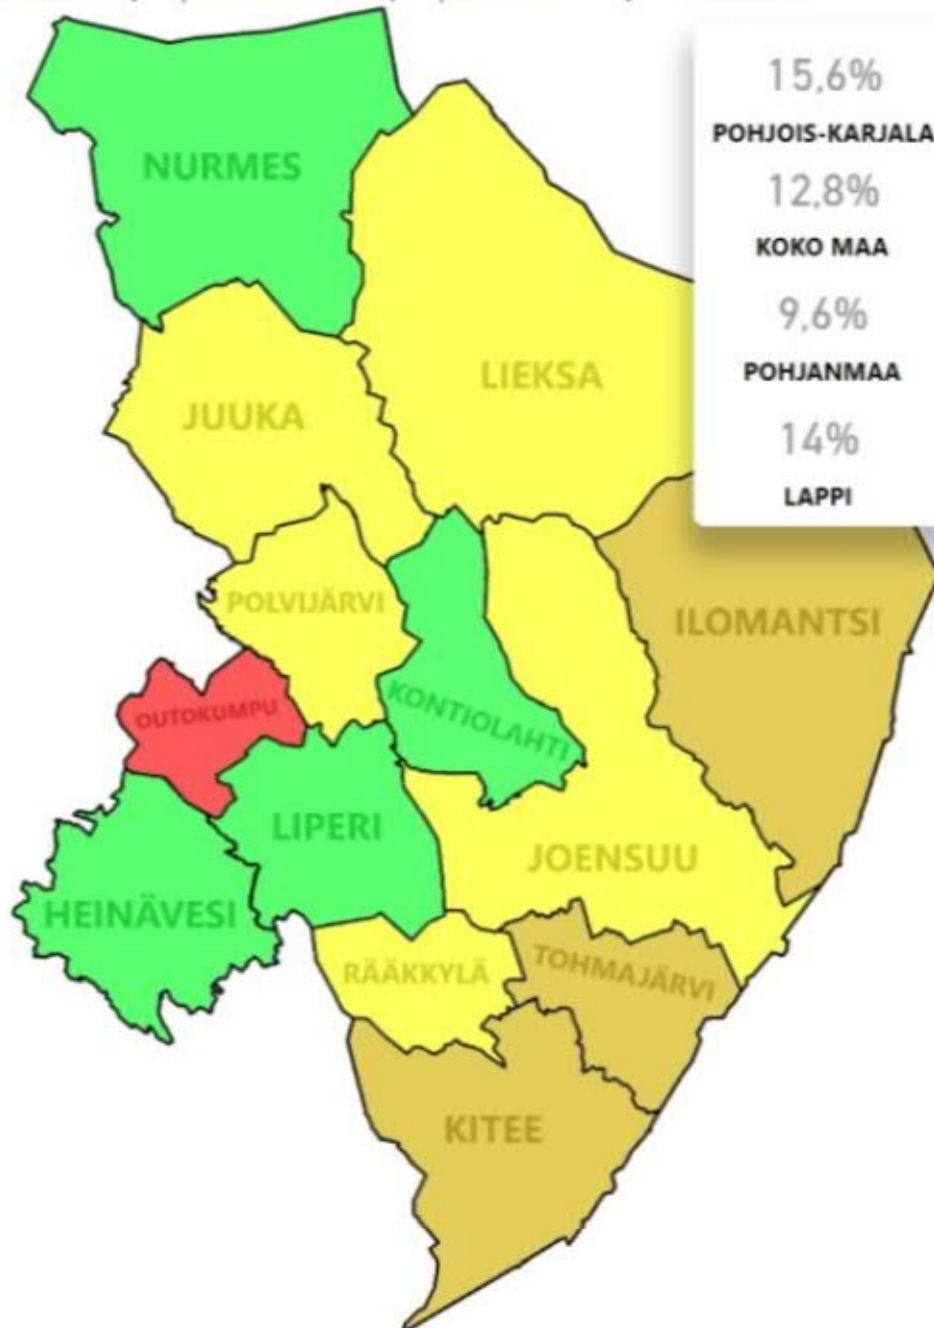 15,6%
POHJOIS-KARJALA
12,8%
KOKO MAA
9,6%
POHJANMAA
14%
LAPPI
NURMES
LIEKSA
JUUKA
POLVIJÄRVI
ILOMANTSI
KONTIOLAHTI
OUTOKUMPU
LIPERI
JOENSUU
HEINÄVESI
RÄÄKKYLÄ
TOHMAJÄRVI
KITEE